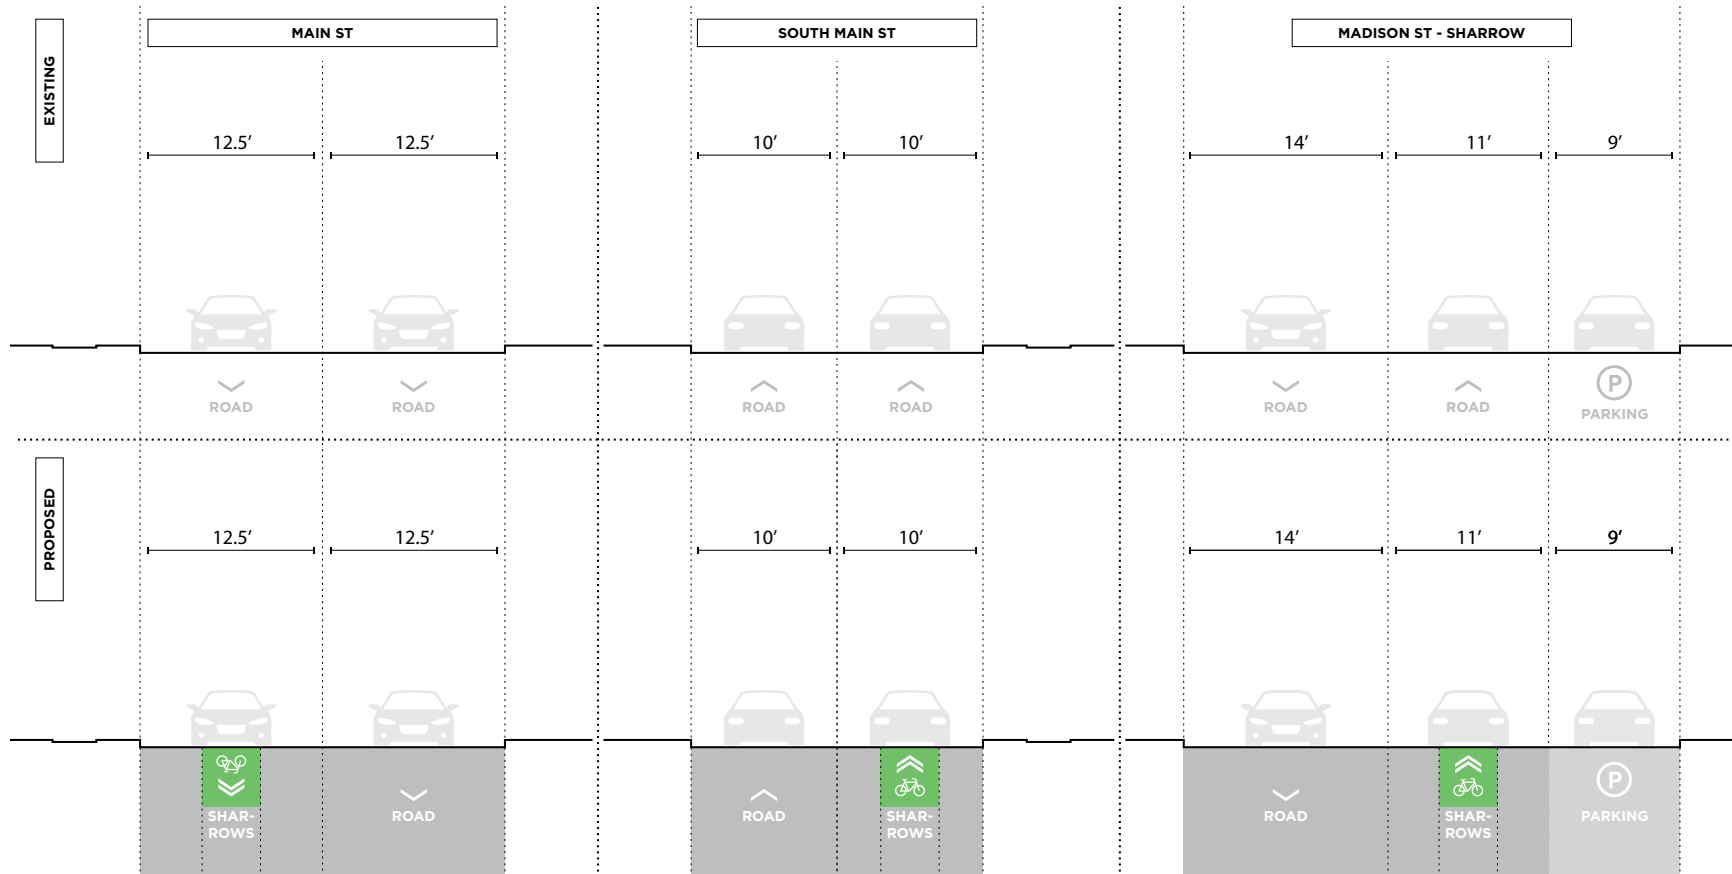 EXISTING
MAIN ST
SOUTH MAIN ST
MADISON ST - SHARROW
12.5′ 12.5′ 10′ 10′ 14′ 11′ 9′
ROAD ROAD ROAD ROAD ROAD ROAD P
PARKING
PROPOSED
12.5′ 12.5′ 10′ 10′ 14′ 11′ 9′
P
SHAR- ROAD ROAD SHAR- ROAD SHAR- PARKING
ROWS ROWS ROWS